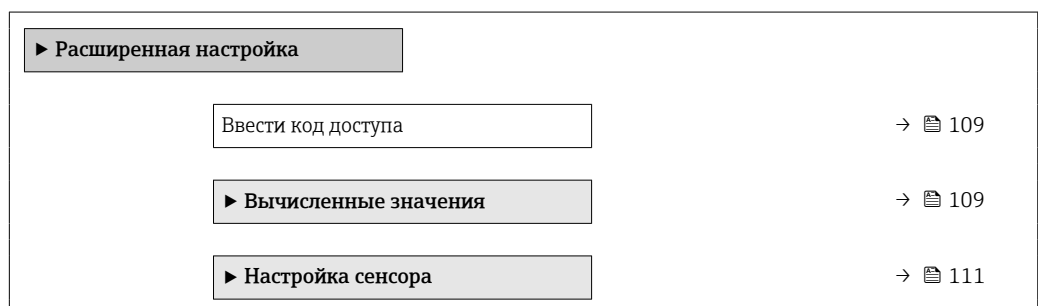 ▶ Расширенная настройка
Ввести код доступа → 109
▶ Вычисленные значения → 109
▶ Настройка сенсора → 111